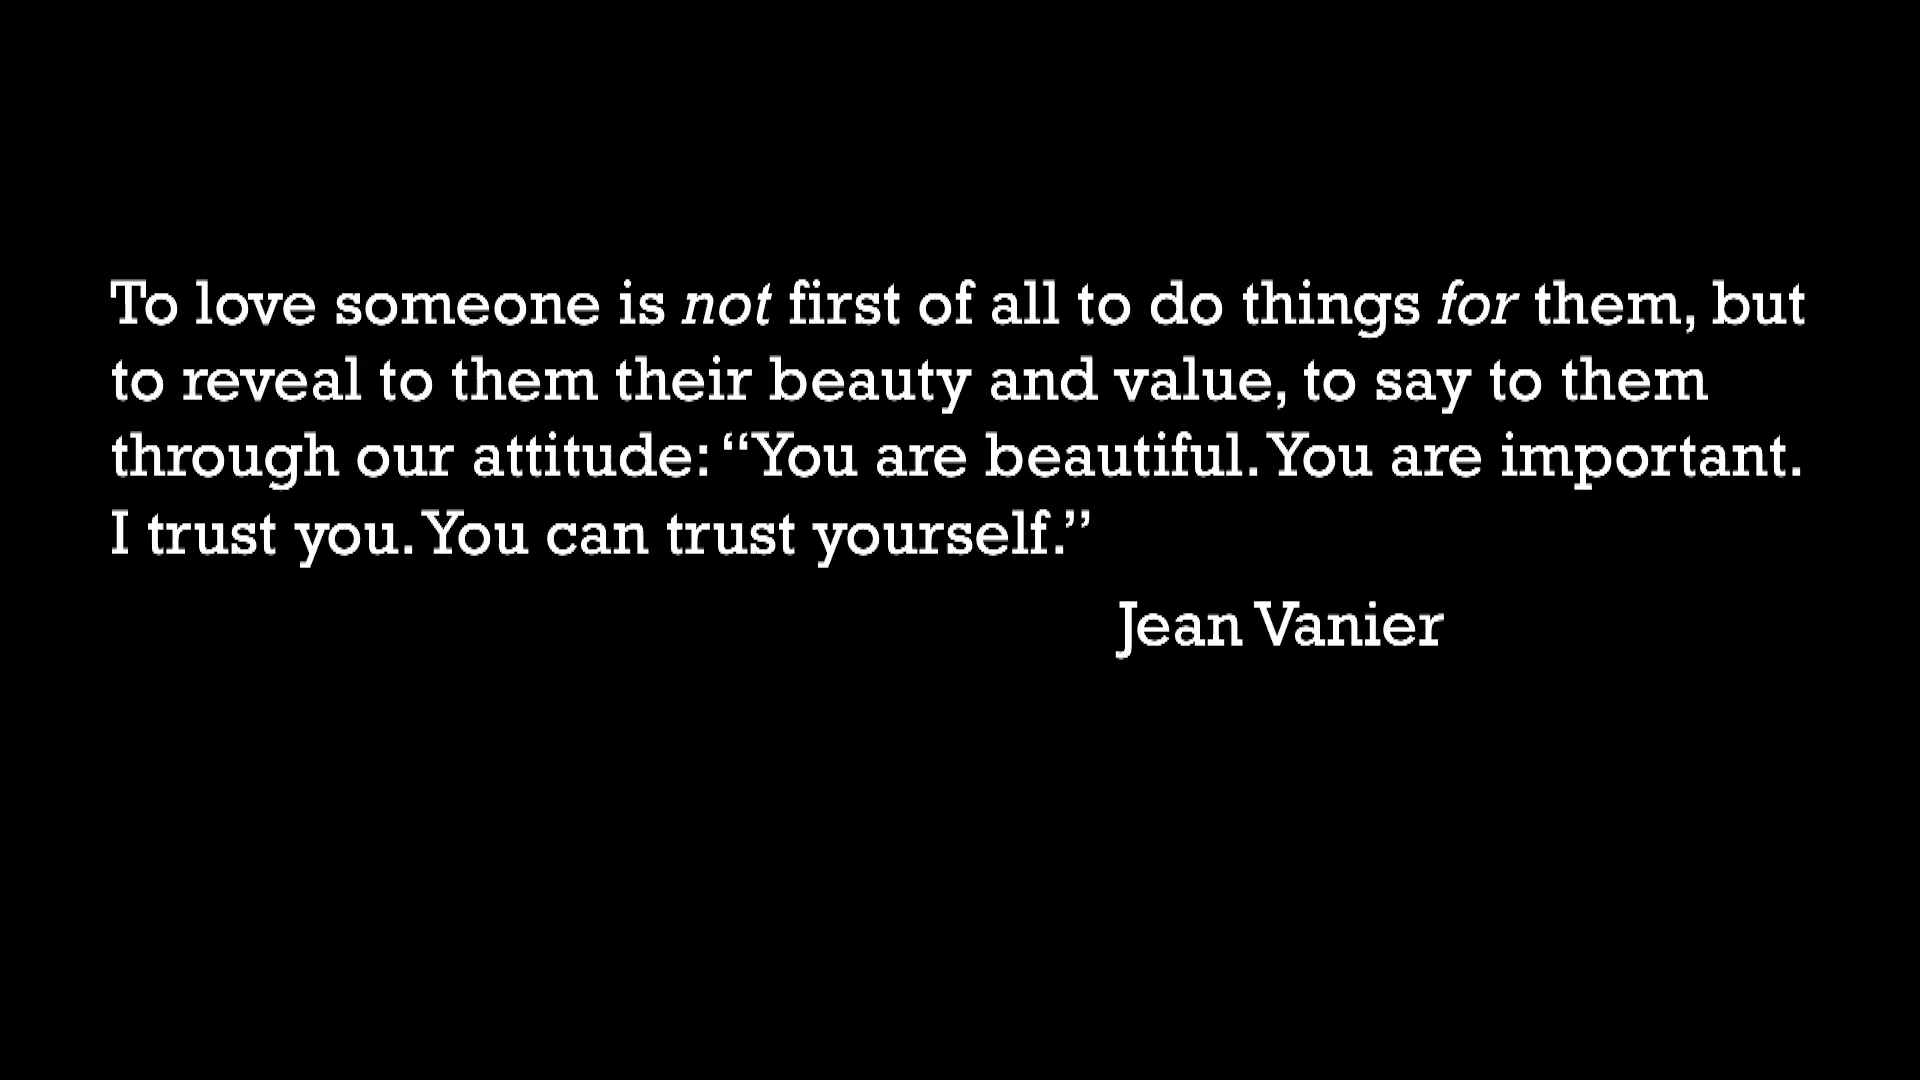 To love someone is not first of all to do things for them, but
to reveal to them their beauty and value, to say to them
through our attitude: “You are beautiful. You are important.
I trust you. You can trust yourself.”
Jean Vanier